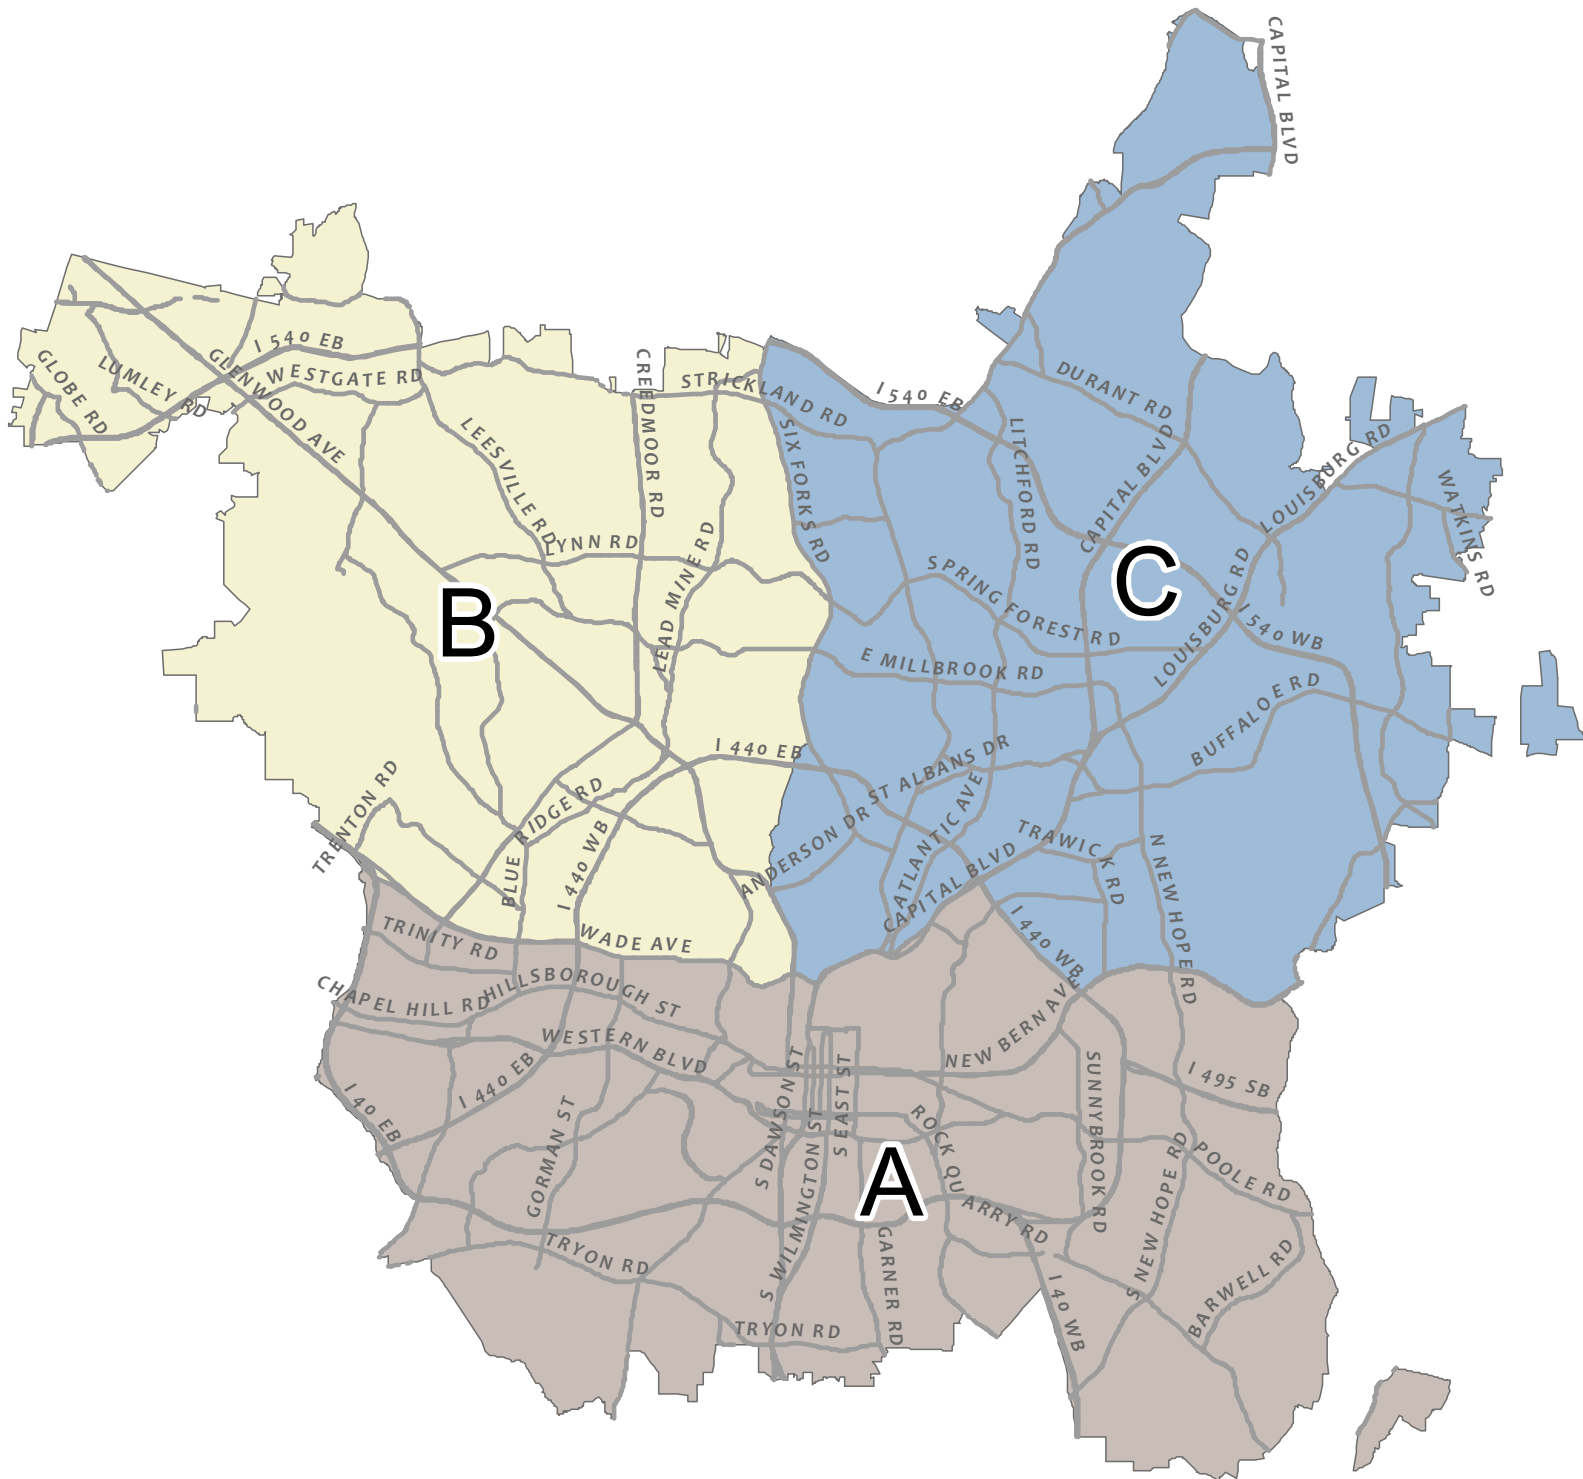 CAPITAL BLVD
I 540 EB
GLOBE RD
LUMLEY RD
GLENWOOD AVE
WESTGATE RD
CREEDMOOR RD
STRICKLAND RD
I 540 EB
DURANT RD
LEESVILLE RD
SIX FORKS RD
LITCHFORD RD
CAPITAL BLVD
LOUISBURG RD
WATKINS RD
LYNN RD
LEAD MINE RD
B
C
SPRING FOREST RD
LOUISBURG RD
I 540 WB
E MILLBROOK RD
BUFFALOE RD
I 440 EB
ST ALBANS DR
TRENTON RD
BLUE RIDGE RD
I 440 WB
ANDERSON DR
ATLANTIC AVE
CAPITAL BLVD
TRAWICK RD
N NEW HOPE RD
TRINITY RD
WADE AVE
I 440 WB
CHAPEL HILL RD
HILLSBOROUGH ST
WESTERN BLVD
NEW BERN AVE
I 40 EB
I 440 EB
GORMAN ST
S DAWSON ST
S WILMINGTON ST
S EAST ST
ROCK QUARRY RD
SUNNYBROOK RD
I 495 SB
A
S NEW HOPE RD
POOLE RD
TRYON RD
GARNER RD
BARWELL RD
I 40 WB
TRYON RD